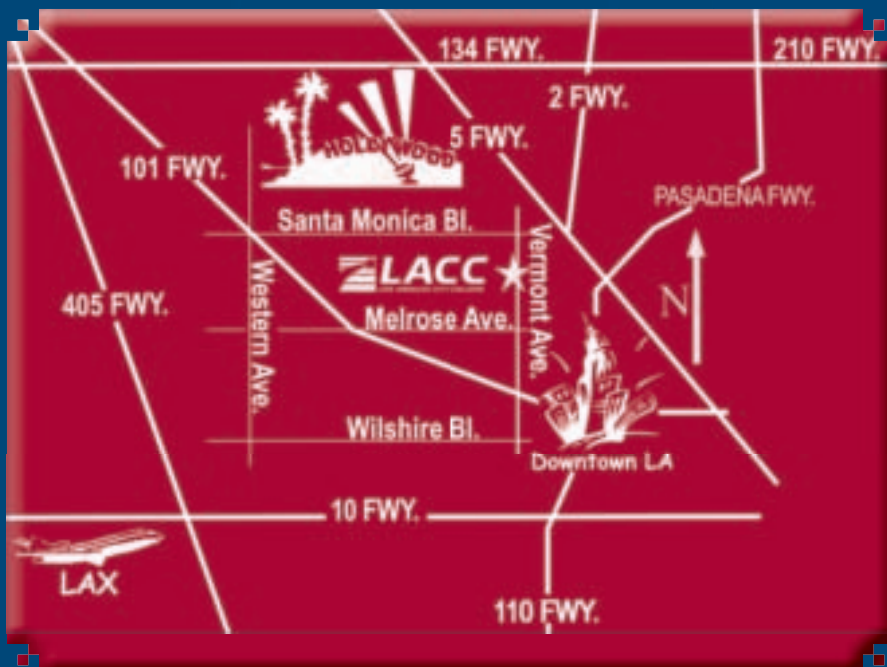 134 FWY.
210 FWY.
2 FWY.
5 FWY.
HOLLYWOOD
101 FWY.
PASADENA FWY.
Santa Monica Bl.
Vermont Ave.
LACC
Western Ave.
405 FWY.
N
Melrose Ave.
Wilshire Bl.
Downtown LA
10 FWY.
LAX
110 FWY.